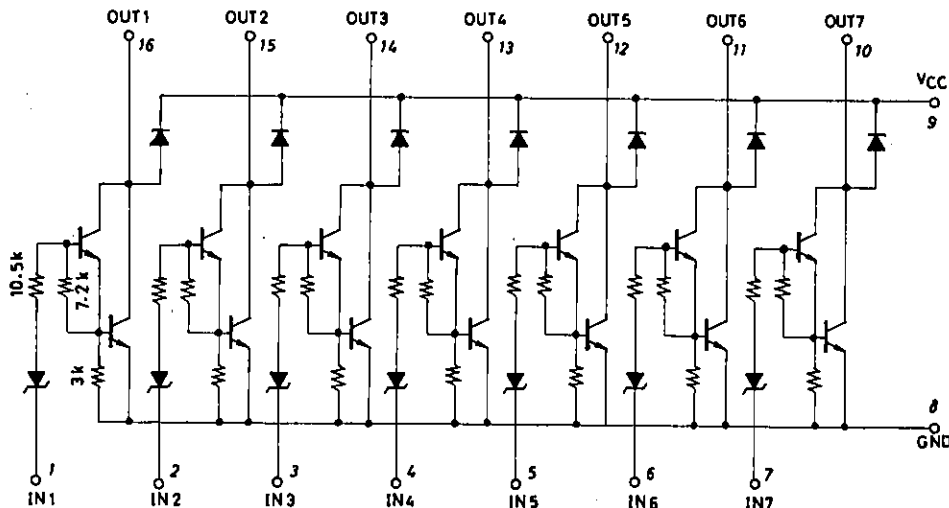 OUT1 OUT2 OUT3 OUT4 OUT5 OUT6 OUT7
16 15 14 13 12 11 10
VCC
9
10.5k
7.2k
3k
8
GND
1 2 3 4 5 6 7
IN1 IN2 IN3 IN4 IN5 IN6 IN7